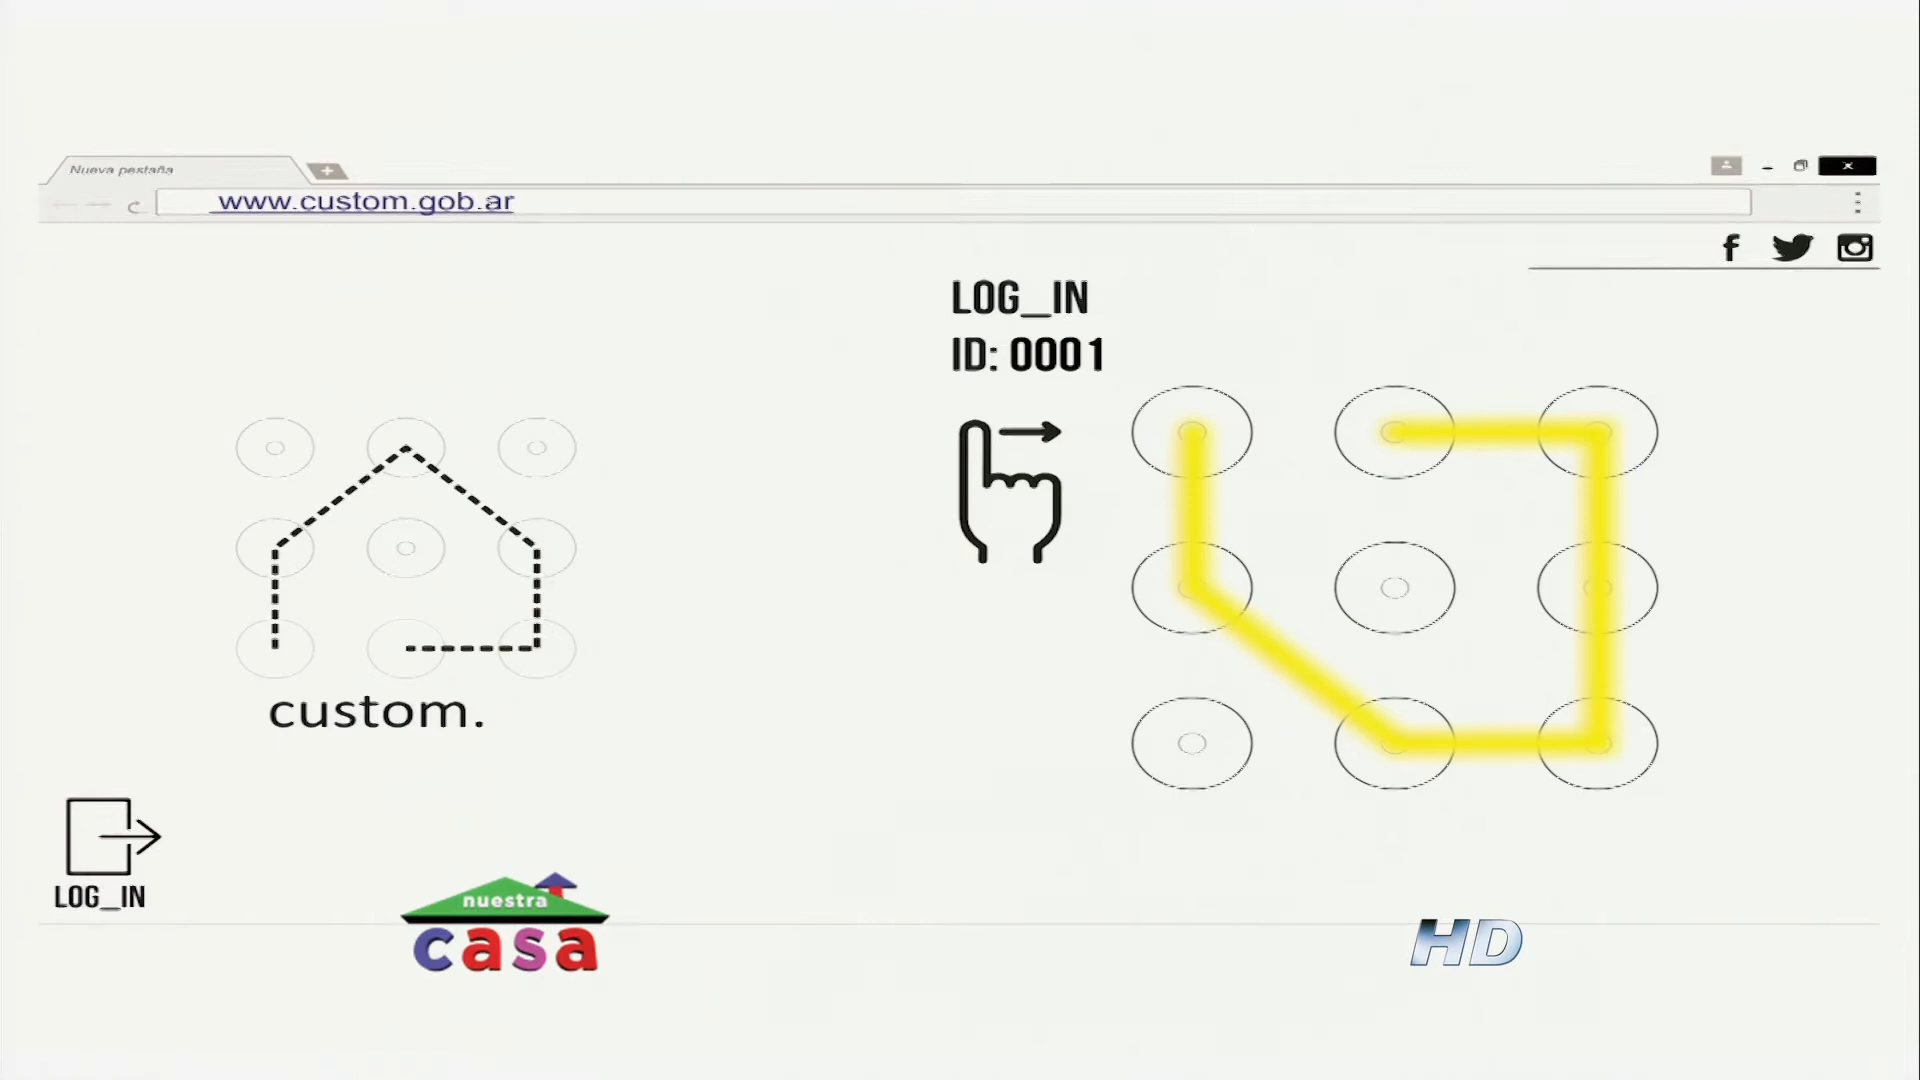 Nueva pestaña
www.custom.gob.ar
LOG_IN
ID: 0001
custom.
LOG_IN
nuestra
casa
HD